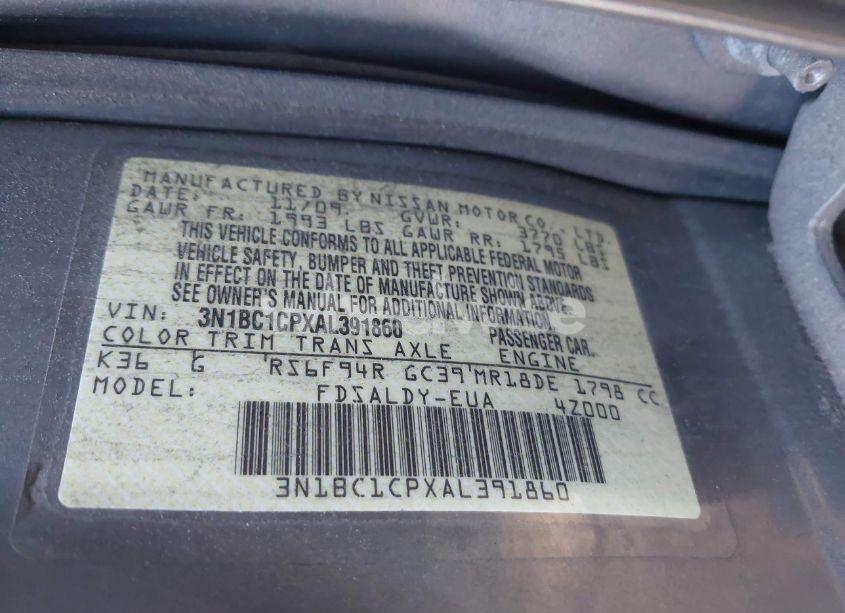 MANUFACTURED BY NISSAN MOTOR CO., LTD.
DATE: 11/09. GVWR: 3770 LBS
GAWR FR: 1993 LBS GAWR RR: 1795 LBS
THIS VEHICLE CONFORMS TO ALL APPLICABLE FEDERAL MOTOR
VEHICLE SAFETY, BUMPER AND THEFT PREVENTION STANDARDS
IN EFFECT ON THE DATE OF MANUFACTURE SHOWN ABOVE.
SEE OWNER'S MANUAL FOR ADDITIONAL INFORMATION
VIN: 3N1BC1CPXAL391860 PASSENGER CAR.
COLOR TRIM TRANS AXLE ENGINE
K36 G RS6F94R GC39 MR18DE 1798 CC
MODEL: FDSALDY-EUA 4Z000
3N1BC1CPXAL391860